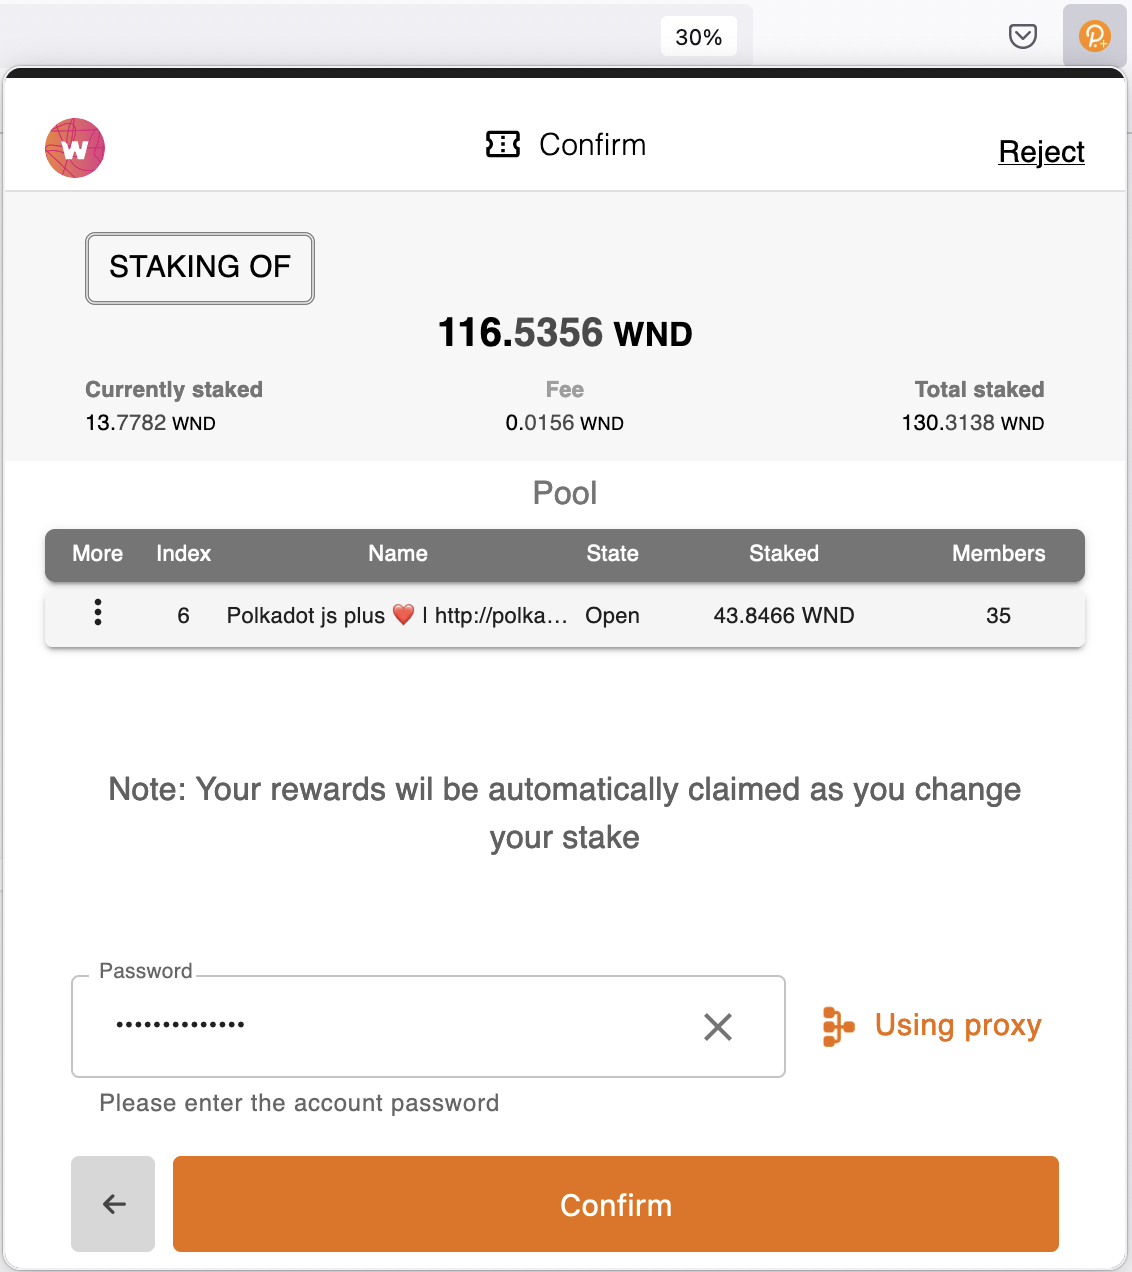 30%
W
Confirm
Reject
STAKING OF
116.5356 WND
Currently staked
Fee
Total staked
13.7782 WND
0.0156 WND
130.3138 WND
Pool
More Index Name State Staked Members
6 Polkadot js plus ❤️ | http://polka... Open 43.8466 WND 35
Note: Your rewards wil be automatically claimed as you change
your stake
Password
••••••••••••••
Using proxy
Please enter the account password
Confirm